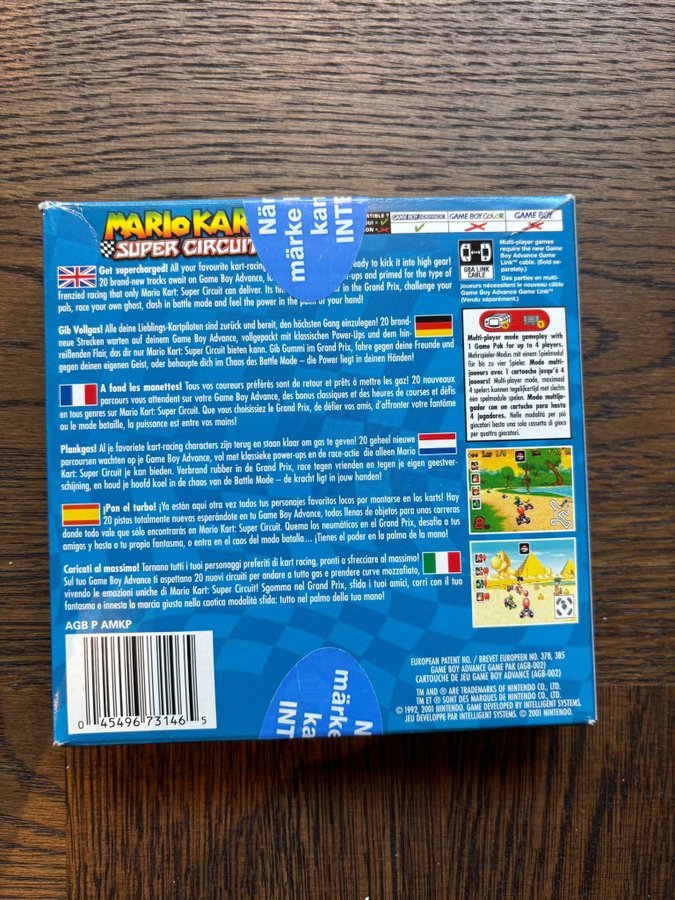 MARIO KAR
SUPER CIRCUIT
När
märke
kan
INTE
ATIBLE ?
UI =
ON =
GAME BOY ADVANCE
GAME BOY COLOR
GAME BOY
Get supercharged! All your favourite kart-racing ready to kick it into high gear!
20 brand-new tracks await on Game Boy Advance, -ups and primed for the type of
frenzied racing that only Mario Kart: Super Circuit can deliver. in the Grand Prix, challenge your
pals, race your own ghost, clash in battle mode and feel the power in the of your hand!
GBA LINK
CABLE
Multi-player games
require the new Game
Boy Advance Game
Link™ cable. (Sold se-
parately.)
Des parties en multi-
joueurs nécessitent le nouveau câble
Game Boy Advance Game Link™
(Vendu séparément.)
Gib Vollgas! Alle deine Lieblings-Kartpiloten sind zurück und bereit, den höchsten Gang einzulegen! 20 brand-
neue Strecken warten auf deinem Game Boy Advance, vollgepackt mit klassischen Power-Ups und dem hin-
reißenden Flair, das dir nur Mario Kart: Super Circuit bieten kann. Gib Gummi im Grand Prix, fahre gegen deine Freunde und
gegen deinen eigenen Geist, oder behaupte dich im Chaos des Battle Mode – die Power liegt in deinen Händen!
Multi-player mode gameplay with
1 Game Pak for up to 4 players.
Mehrspieler-Modus mit einem Spielmodul
für bis zu vier Spieler. Mode multi-
joueurs avec 1 cartouche jusqu'à 4
joueurs! Multi-player mode, maximaal
4 spelers kunnen tegelijkertijd met slechts
één spelmodule spelen. Modo multiju-
gador con un cartucho para hasta
4 jugadores. Nelle modalità per più
giocatori basta una sola cassetta di gioco
per quattro giocatori.
A fond les manettes! Tous vos coureurs préférés sont de retour et prêts à mettre les gaz! 20 nouveaux
parcours vous attendent sur votre Game Boy Advance, des bonus classiques et des heures de courses et défis
en tous genres sur Mario Kart: Super Circuit. Que vous choisissiez le Grand Prix, de défier vos amis, d'affronter votre fantôme
ou le mode bataille, la puissance est entre vos mains!
Plankgas! Al je favoriete kart-racing characters zijn terug en staan klaar om gas te geven! 20 geheel nieuwe
parcoursen wachten op je Game Boy Advance, vol met klassieke power-ups en de race-actie die alleen Mario
Kart: Super Circuit je kan bieden. Verbrand rubber in de Grand Prix, race tegen vrienden en tegen je eigen geestver-
schijning, en houd je hoofd koel in de chaos van de Battle Mode – de kracht ligt in jouw handen!
¡Pon el turbo! ¡Ya están aquí otra vez todos tus personajes favoritos locos por montarse en los karts! Hay
20 pistas totalmente nuevas esperándote en tu Game Boy Advance, todas llenas de objetos para unas carreras
donde todo vale que sólo encontrarás en Mario Kart: Super Circuit. Quema los neumáticos en el Grand Prix, desafia a tus
amigos y hasta a tu propio fantasma, o entra en el caos del modo batalla... ¡Tienes el poder en la palma de la mano!
Caricati al massimo! Tornano tutti i tuoi personaggi preferiti di kart racing, pronti a sfrecciare al massimo!
Sul tuo Game Boy Advance ti aspettano 20 nuovi circuiti per andare a tutto gas e prendere curve mozzafiato,
vivendo le emozioni uniche di Mario Kart: Super Circuit! Sgomma nel Grand Prix, sfida i tuoi amici, corri con il tuo
fantasma e innesta la marcia giusta nella caotica modalità sfida: tutto nel palmo della tua mano!
AGB P AMKP
0 45496 73146 5
N
märke
ka
INT
EUROPEAN PATENT NO. / BREVET EUROPEEN NO. 378, 385
GAME BOY ADVANCE GAME PAK (AGB-002)
CARTOUCHE DE JEU GAME BOY ADVANCE (AGB-002)
TM AND ® ARE TRADEMARKS OF NINTENDO CO., LTD.
TM ET ® SONT DES MARQUES DE NINTENDO CO., LTD.
© 1992, 2001 NINTENDO. GAME DEVELOPED BY INTELLIGENT SYSTEMS.
JEU DEVELOPPE PAR INTELLIGENT SYSTEMS. © 2001 NINTENDO.